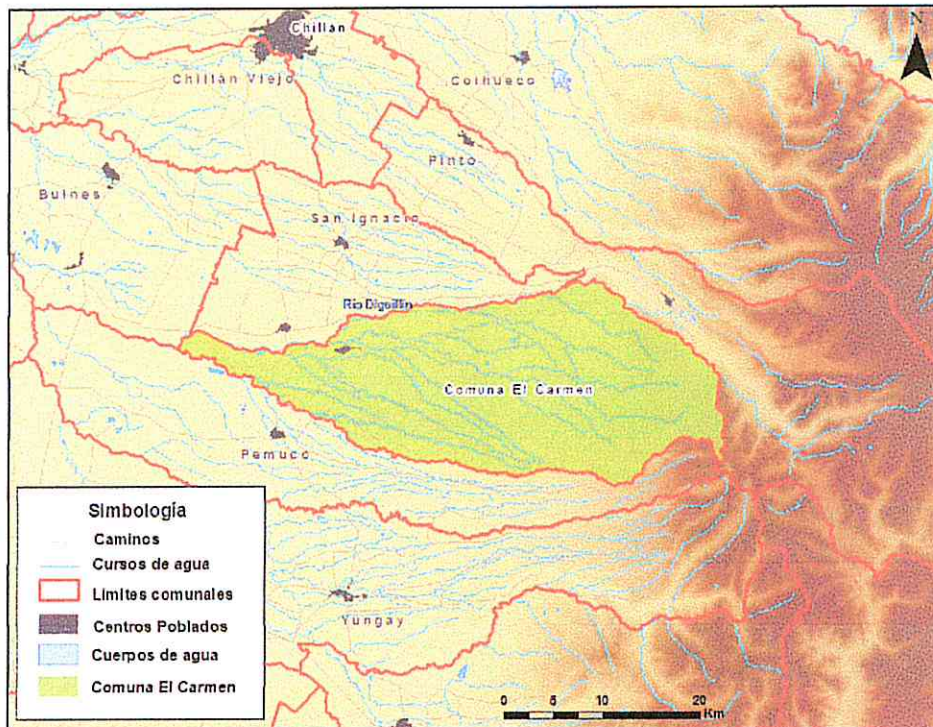 Chillán
Chillán Viejo
Coihueco
Pinto
Bulnes
San Ignacio
Río Diguillín
Comuna El Carmen
Pemuco
Yungay
Simbología
Caminos
Cursos de agua
Límites comunales
Centros Poblados
Cuerpos de agua
Comuna El Carmen
0 5 10 20
Km